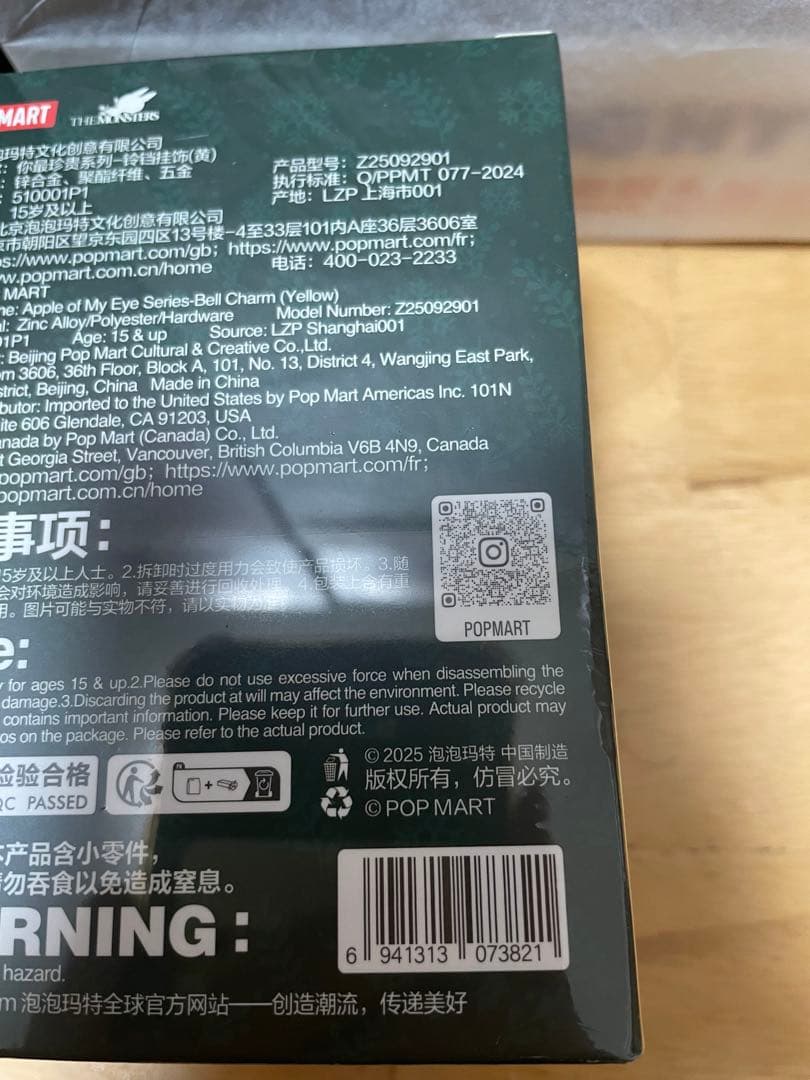 MART THEMONSTERS
玛特文化创意有限公司
你最珍贵系列-铃铛挂饰(黄)
产品型号: Z25092901
锌合金、聚酯纤维、五金
执行标准: Q/PPMT 077-2024
510001P1
产地: LZP 上海市001
15岁及以上
北京泡泡玛特文化创意有限公司
京市朝阳区望京东园四区13号楼-4至33层101内A座36层3606室
s://www.popmart.com/gb; https://www.popmart.com/fr;
w.popmart.com.cn/home 电话: 400-023-2233
MART
ne: Apple of My Eye Series-Bell Charm (Yellow)
al: Zinc Alloy/Polyester/Hardware Model Number: Z25092901
01P1 Age: 15 & up Source: LZP Shanghai001
: Beijing Pop Mart Cultural & Creative Co.,Ltd.
om 3606, 36th Floor, Block A, 101, No. 13, District 4, Wangjing East Park,
strict, Beijing, China Made in China
butor: Imported to the United States by Pop Mart Americas Inc. 101N
ite 606 Glendale, CA 91203, USA
anada by Pop Mart (Canada) Co., Ltd.
t Georgia Street, Vancouver, British Columbia V6B 4N9, Canada
popmart.com/gb; https://www.popmart.com/fr;
popmart.com.cn/home
事项:
5岁及以上人士。2.拆卸时过度用力会致使产品损坏。3.随
会对环境造成影响，请妥善进行回收处理。4.包装上含有重
用。图片可能与实物不符，请以实物为准。
POPMART
e:
y for ages 15 & up.2.Please do not use excessive force when disassembling the
damage.3.Discarding the product at will may affect the environment. Please recycle
contains important information. Please keep it for further use. Actual product may
os on the package. Please refer to the actual product.
检验合格
QC PASSED
© 2025 泡泡玛特 中国制造
版权所有，仿冒必究。
© POP MART
本产品含小零件，
请勿吞食以免造成窒息。
RNING:
hazard.
6 941313 073821
m 泡泡玛特全球官方网站——创造潮流，传递美好